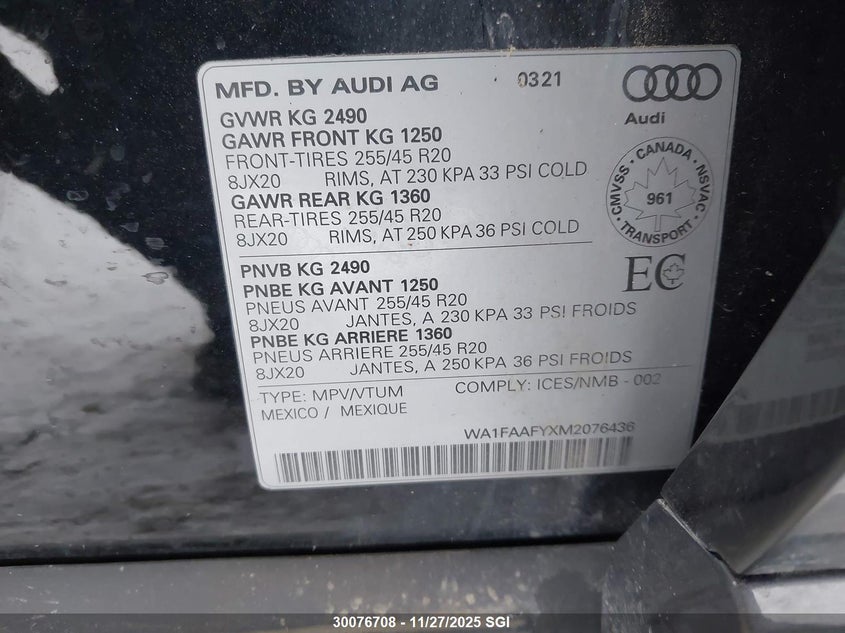 MFD. BY AUDI AG 0321
Audi
GVWR KG 2490
GAWR FRONT KG 1250
FRONT-TIRES 255/45 R20
8JX20 RIMS, AT 230 KPA 33 PSI COLD
GAWR REAR KG 1360
REAR-TIRES 255/45 R20
8JX20 RIMS, AT 250 KPA 36 PSI COLD
CMVSS • CANADA • NSVAC • TRANSPORT •
961
EC
PNVB KG 2490
PNBE KG AVANT 1250
PNEUS AVANT 255/45 R20
8JX20 JANTES, A 230 KPA 33 PSI FROIDS
PNBE KG ARRIERE 1360
PNEUS ARRIERE 255/45 R20
8JX20 JANTES, A 250 KPA 36 PSI FROIDS
TYPE: MPV/VTUM COMPLY: ICES/NMB - 002
MEXICO / MEXIQUE
WA1FAAFYXM2076436
30076708 - 11/27/2025 SGI